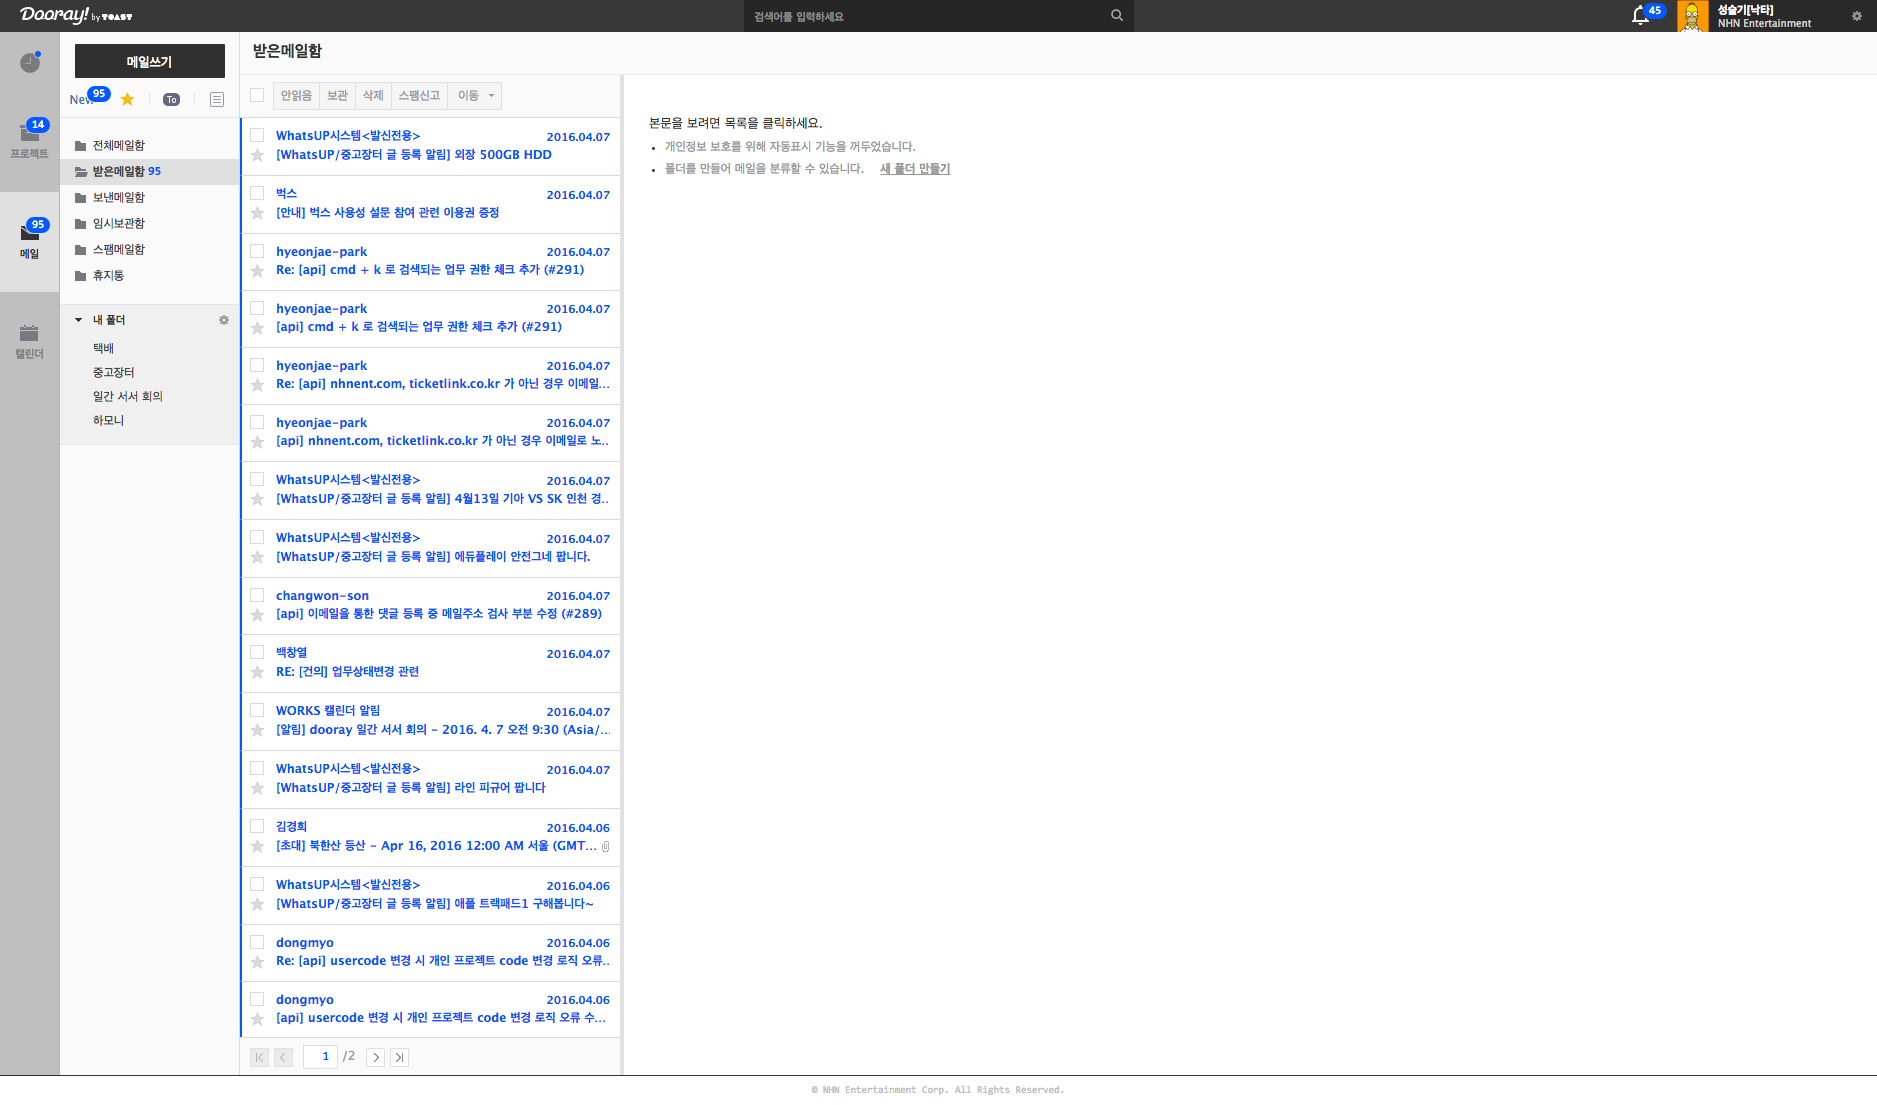 Dooray! by TOAST
검색어를 입력하세요
45
성슬기[낙타]
NHN Entertainment
14
프로젝트
95
메일
캘린더
메일쓰기
New 95
To
전체메일함
받은메일함 95
보낸메일함
임시보관함
스팸메일함
휴지통
내 폴더
택배
중고장터
일간 서서 회의
하모니
받은메일함
안읽음 보관 삭제 스팸신고 이동
WhatsUP시스템<발신전용> 2016.04.07
[WhatsUP/중고장터 글 등록 알림] 외장 500GB HDD
벅스 2016.04.07
[안내] 벅스 사용성 설문 참여 관련 이용권 증정
hyeonjae-park 2016.04.07
Re: [api] cmd + k 로 검색되는 업무 권한 체크 추가 (#291)
hyeonjae-park 2016.04.07
[api] cmd + k 로 검색되는 업무 권한 체크 추가 (#291)
hyeonjae-park 2016.04.07
Re: [api] nhnent.com, ticketlink.co.kr 가 아닌 경우 이메일...
hyeonjae-park 2016.04.07
[api] nhnent.com, ticketlink.co.kr 가 아닌 경우 이메일로 노...
WhatsUP시스템<발신전용> 2016.04.07
[WhatsUP/중고장터 글 등록 알림] 4월13일 기아 VS SK 인천 경...
WhatsUP시스템<발신전용> 2016.04.07
[WhatsUP/중고장터 글 등록 알림] 에듀플레이 안전그네 팝니다.
changwon-son 2016.04.07
[api] 이메일을 통한 댓글 등록 중 메일주소 검사 부분 수정 (#289)
백창열 2016.04.07
RE: [건의] 업무상태변경 관련
WORKS 캘린더 알림 2016.04.07
[알림] dooray 일간 서서 회의 - 2016. 4. 7 오전 9:30 (Asia/...
WhatsUP시스템<발신전용> 2016.04.07
[WhatsUP/중고장터 글 등록 알림] 라인 피규어 팝니다
김경희 2016.04.06
[초대] 북한산 등산 - Apr 16, 2016 12:00 AM 서울 (GMT...
WhatsUP시스템<발신전용> 2016.04.06
[WhatsUP/중고장터 글 등록 알림] 애플 트랙패드1 구해봅니다~
dongmyo 2016.04.06
Re: [api] usercode 변경 시 개인 프로젝트 code 변경 로직 오류...
dongmyo 2016.04.06
[api] usercode 변경 시 개인 프로젝트 code 변경 로직 오류 수...
1 /2
본문을 보려면 목록을 클릭하세요.
• 개인정보 보호를 위해 자동표시 기능을 꺼두었습니다.
• 폴더를 만들어 메일을 분류할 수 있습니다. 새 폴더 만들기
© NHN Entertainment Corp. All Rights Reserved.